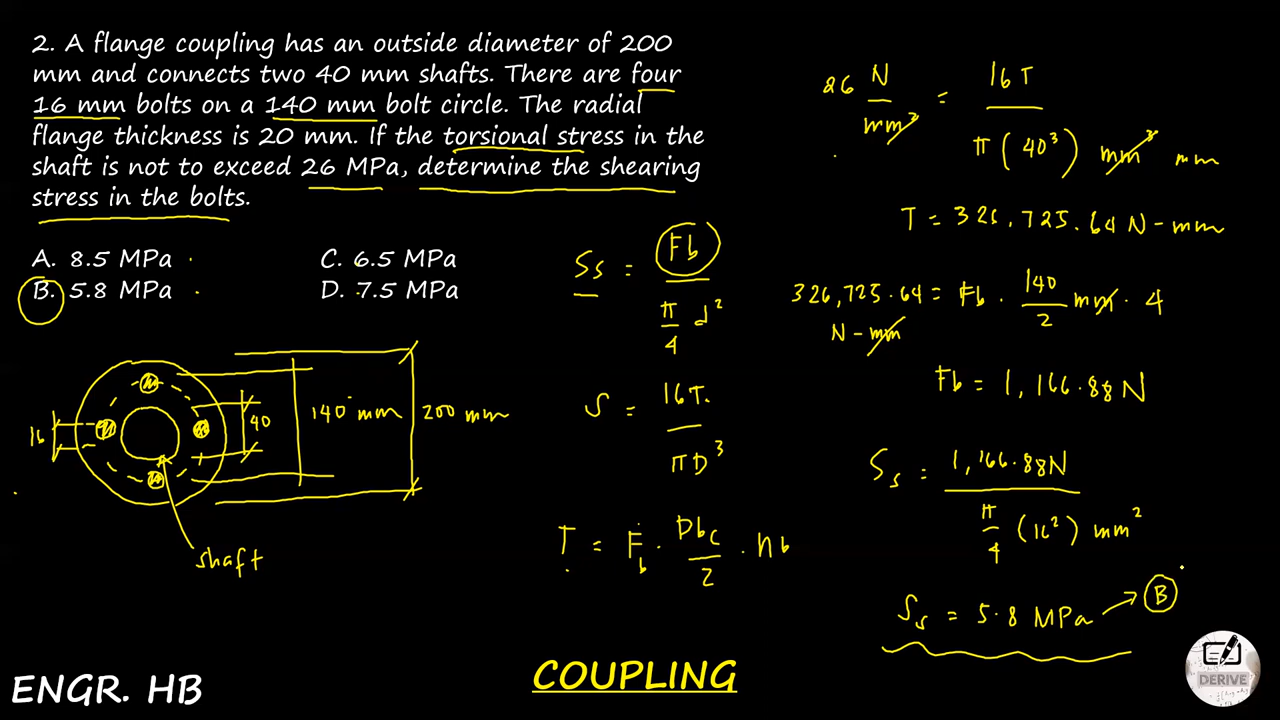 2. A flange coupling has an outside diameter of 200
mm and connects two 40 mm shafts. There are four
16 mm bolts on a 140 mm bolt circle. The radial
flange thickness is 20 mm. If the torsional stress in the
shaft is not to exceed 26 MPa, determine the shearing
stress in the bolts.
A. 8.5 MPa C. 6.5 MPa
B. 5.8 MPa D. 7.5 MPa
16
40
140 mm
200 mm
shaft
Ss = Fb / π/4 d²
S = 16T / πD³
T = Fb · Dbc/2 · nb
26 N/mm² = 16T / π(40³) mm³ mm
T = 326,725.64 N-mm
326,725.64 N-mm = Fb · 140/2 mm · 4
Fb = 1,166.88 N
Ss = 1,166.88N / π/4 (16²) mm²
Ss = 5.8 MPa → B
COUPLING
ENGR. HB
DERIVE